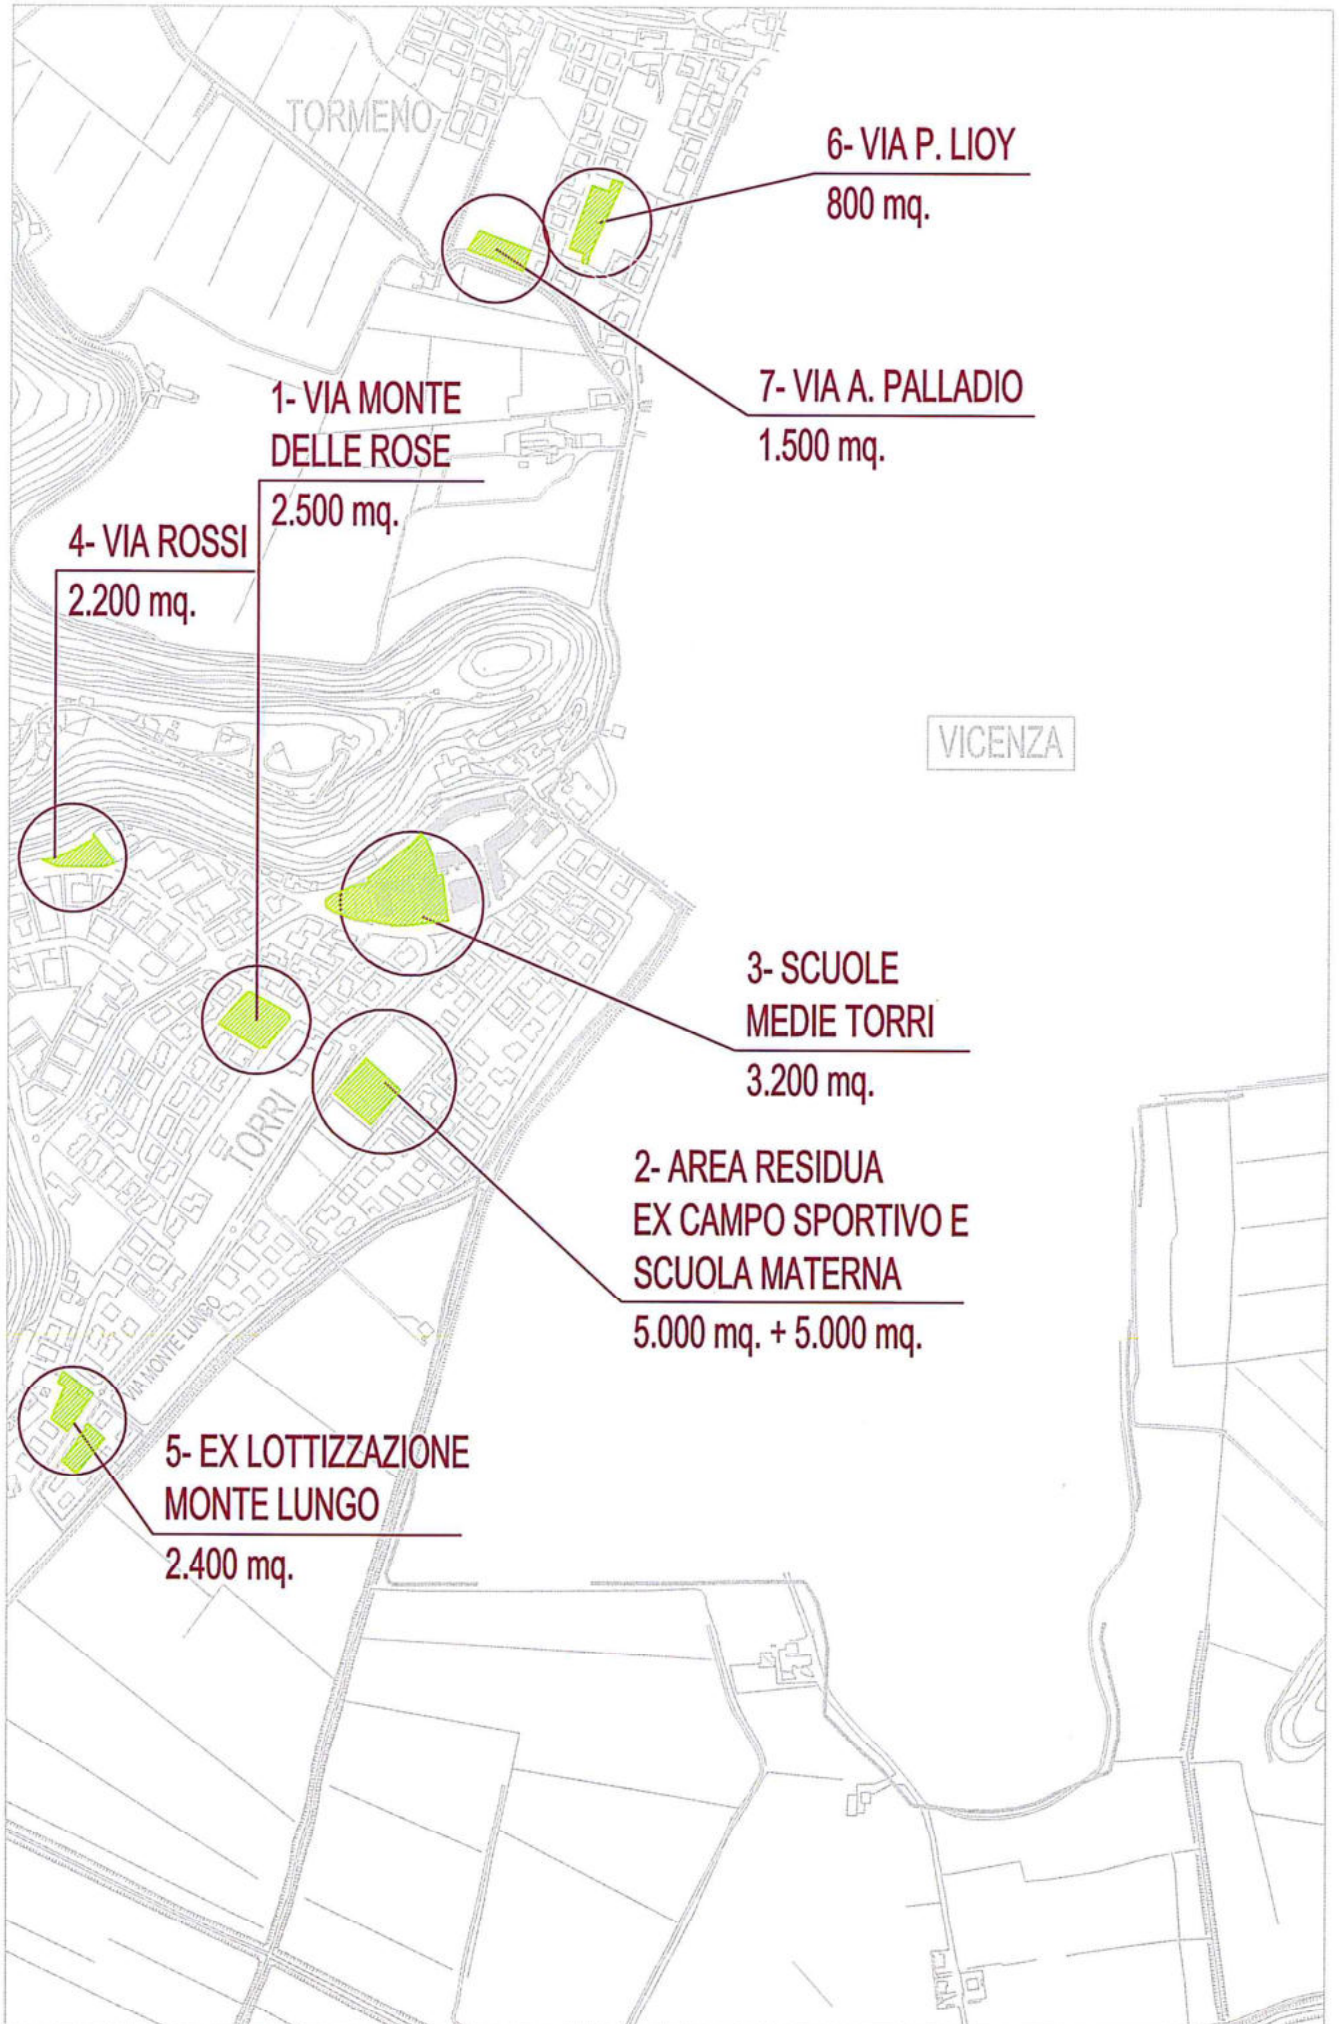 TORMENO
6- VIA P. LIOY
800 mq.
7- VIA A. PALLADIO
1.500 mq.
1- VIA MONTE
DELLE ROSE
2.500 mq.
4- VIA ROSSI
2.200 mq.
VICENZA
3- SCUOLE
MEDIE TORRI
3.200 mq.
TORRI
2- AREA RESIDUA
EX CAMPO SPORTIVO E
SCUOLA MATERNA
5.000 mq. + 5.000 mq.
VIA MONTE LUNGO
5- EX LOTTIZZAZIONE
MONTE LUNGO
2.400 mq.